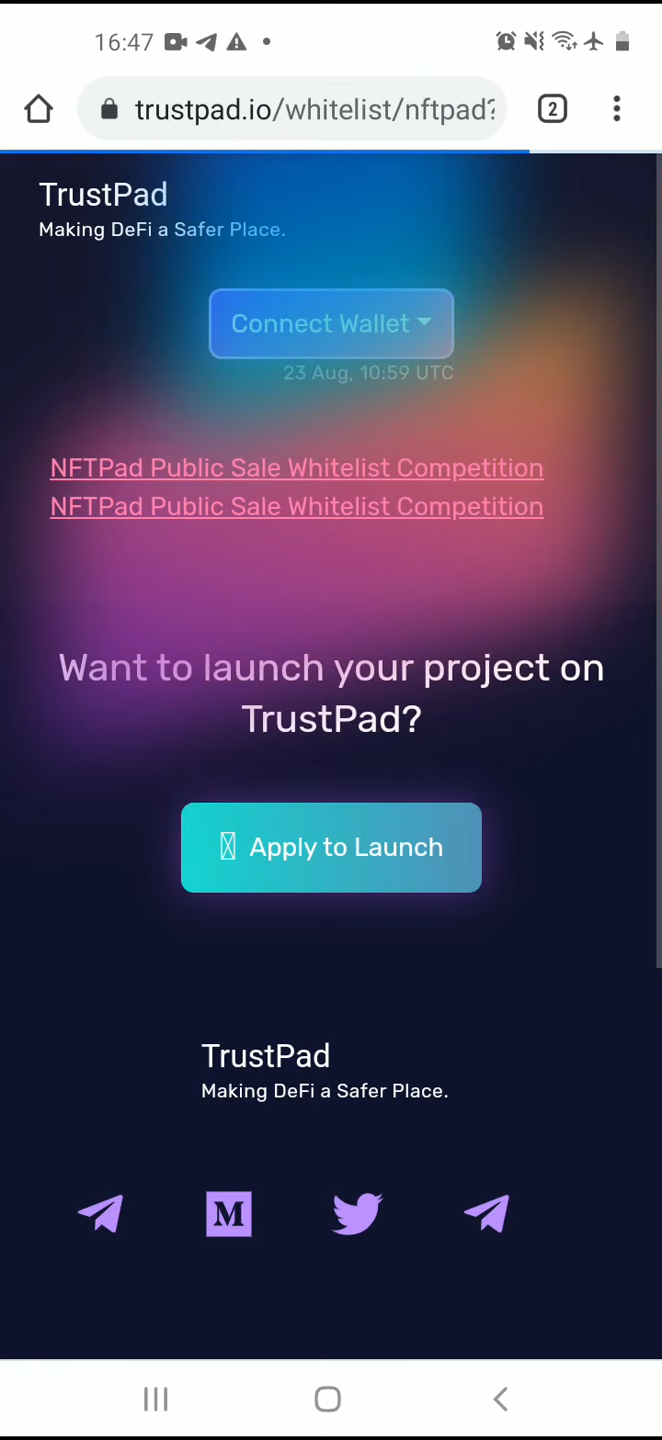 16:47
trustpad.io/whitelist/nftpad?
2
TrustPad
Making DeFi a Safer Place.
Connect Wallet
23 Aug, 10:59 UTC
NFTPad Public Sale Whitelist Competition
NFTPad Public Sale Whitelist Competition
Want to launch your project on
TrustPad?
Apply to Launch
TrustPad
Making DeFi a Safer Place.
M